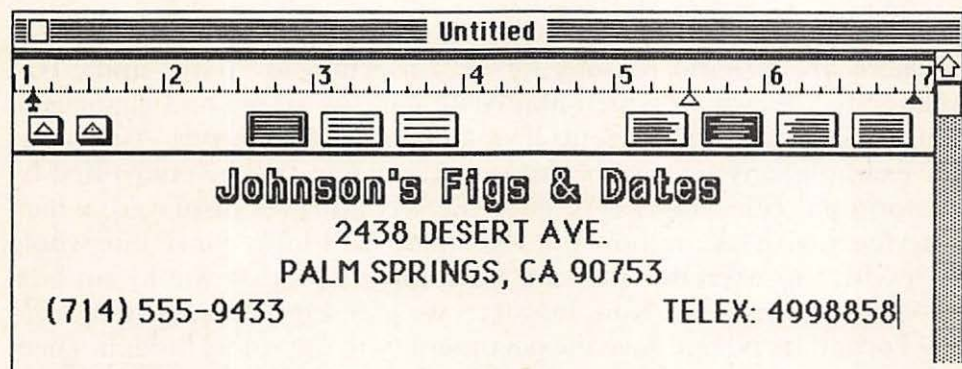 Untitled
1 2 3 4 5 6 7
Johnson's Figs & Dates
2438 DESERT AVE.
PALM SPRINGS, CA 90753
(714) 555-9433 TELEX: 4998858